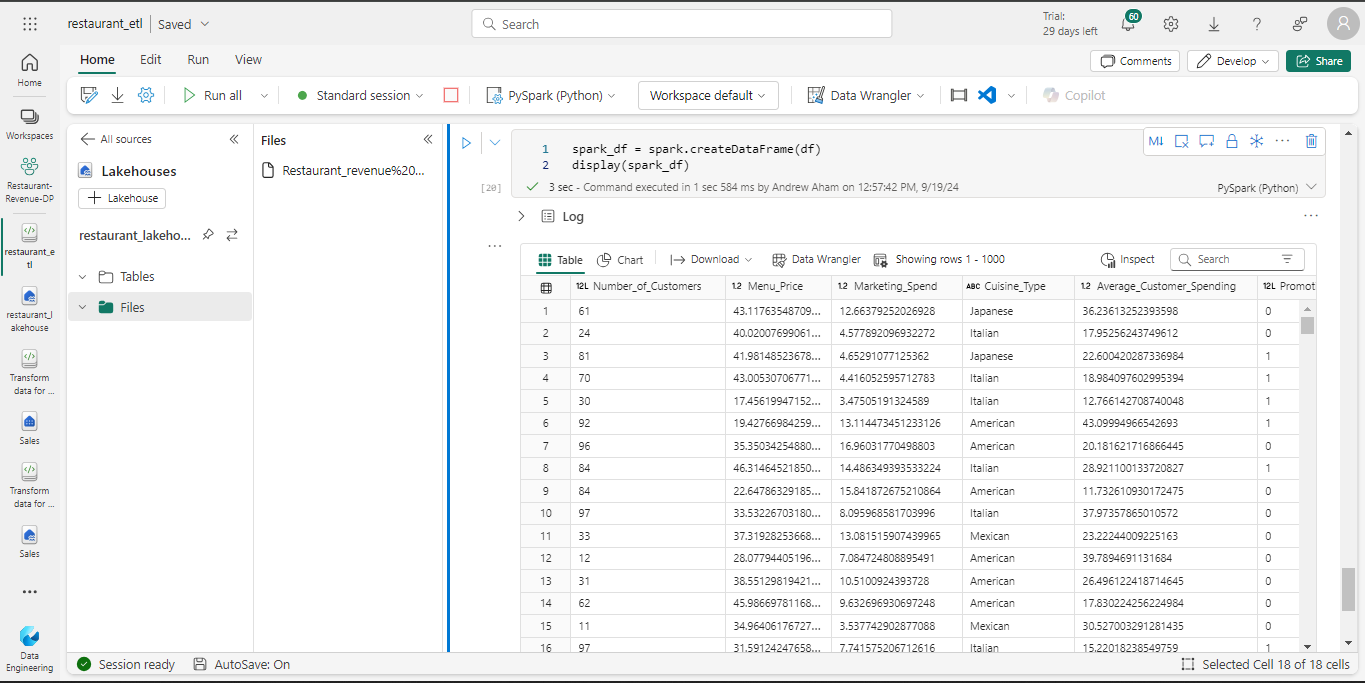 restaurant_etl Saved
Search
Trial:
29 days left
60
Home Edit Run View
Comments Develop Share
Run all Standard session PySpark (Python) Workspace default Data Wrangler Copilot
Home
Workspaces
Restaurant-
Revenue-DP
restaurant_e
tl
restaurant_l
akehouse
Transform
data for ...
Sales
Transform
data for ...
Sales
Data
Engineering
All sources
Lakehouses
Lakehouse
restaurant_lakeho...
Tables
Files
Files
Restaurant_revenue%20...
1 spark_df = spark.createDataFrame(df)
2 display(spark_df)
M↓
[20] 3 sec - Command executed in 1 sec 584 ms by Andrew Aham on 12:57:42 PM, 9/19/24 PySpark (Python)
Log
Table Chart Download Data Wrangler Showing rows 1 - 1000 Inspect Search
12L Number_of_Customers 1.2 Menu_Price 1.2 Marketing_Spend ABC Cuisine_Type 1.2 Average_Customer_Spending 12L Promot
1 61 43.11763548709... 12.66379252026928 Japanese 36.23613252393598 0
2 24 40.02007699061... 4.577892096932272 Italian 17.95256243749612 0
3 81 41.98148523678... 4.65291077125362 Japanese 22.600420287336984 1
4 70 43.00530706771... 4.416052595712783 Italian 18.984097602995394 1
5 30 17.45619947152... 3.47505191324589 Italian 12.766142708740048 1
6 92 19.42766984259... 13.114473451233126 American 43.09994966542693 1
7 96 35.35034254880... 16.96031770498803 American 20.181621716866445 0
8 84 46.31464521850... 14.486349393533224 Italian 28.921100133720827 1
9 84 22.64786329185... 15.841872675210864 American 11.732610930172475 0
10 97 33.53226703180... 8.095968581703996 Italian 37.97357865010572 0
11 33 37.31928253668... 13.081515907439965 Mexican 23.22244009225163 0
12 12 28.07794405196... 7.084724808895491 American 39.7894691131684 0
13 31 38.55129819421... 10.5100924393728 American 26.496122418714645 0
14 62 45.98669781168... 9.632696930697248 American 17.830224256224984 0
15 11 34.96406176727... 3.537742902877088 Mexican 30.527003291281435 0
16 97 31.59124247658... 7.741575206712616 Italian 15.22018238549759 1
Session ready AutoSave: On Selected Cell 18 of 18 cells